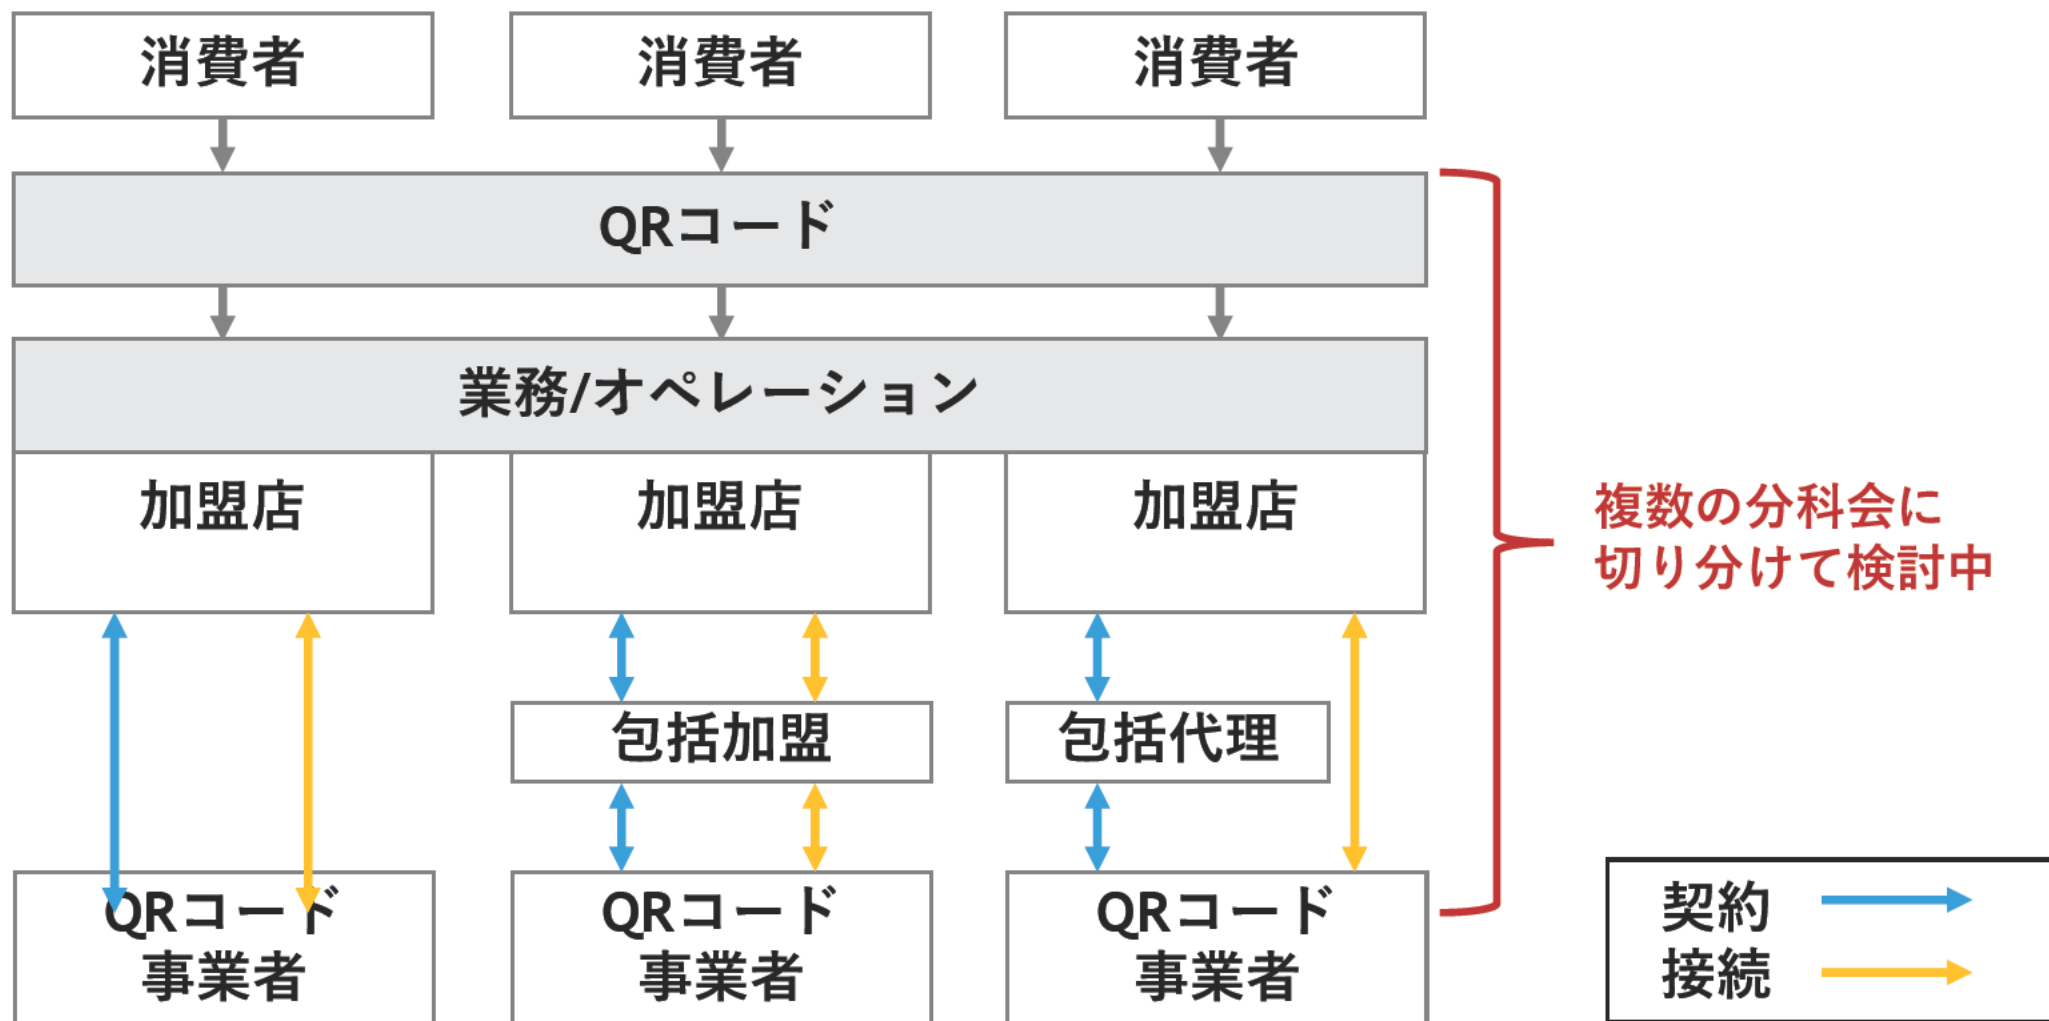 消費者
消費者
消費者
QRコード
業務/オペレーション
加盟店
加盟店
加盟店
複数の分科会に
切り分けて検討中
包括加盟
包括代理
QRコード
事業者
QRコード
事業者
QRコード
事業者
契約
接続